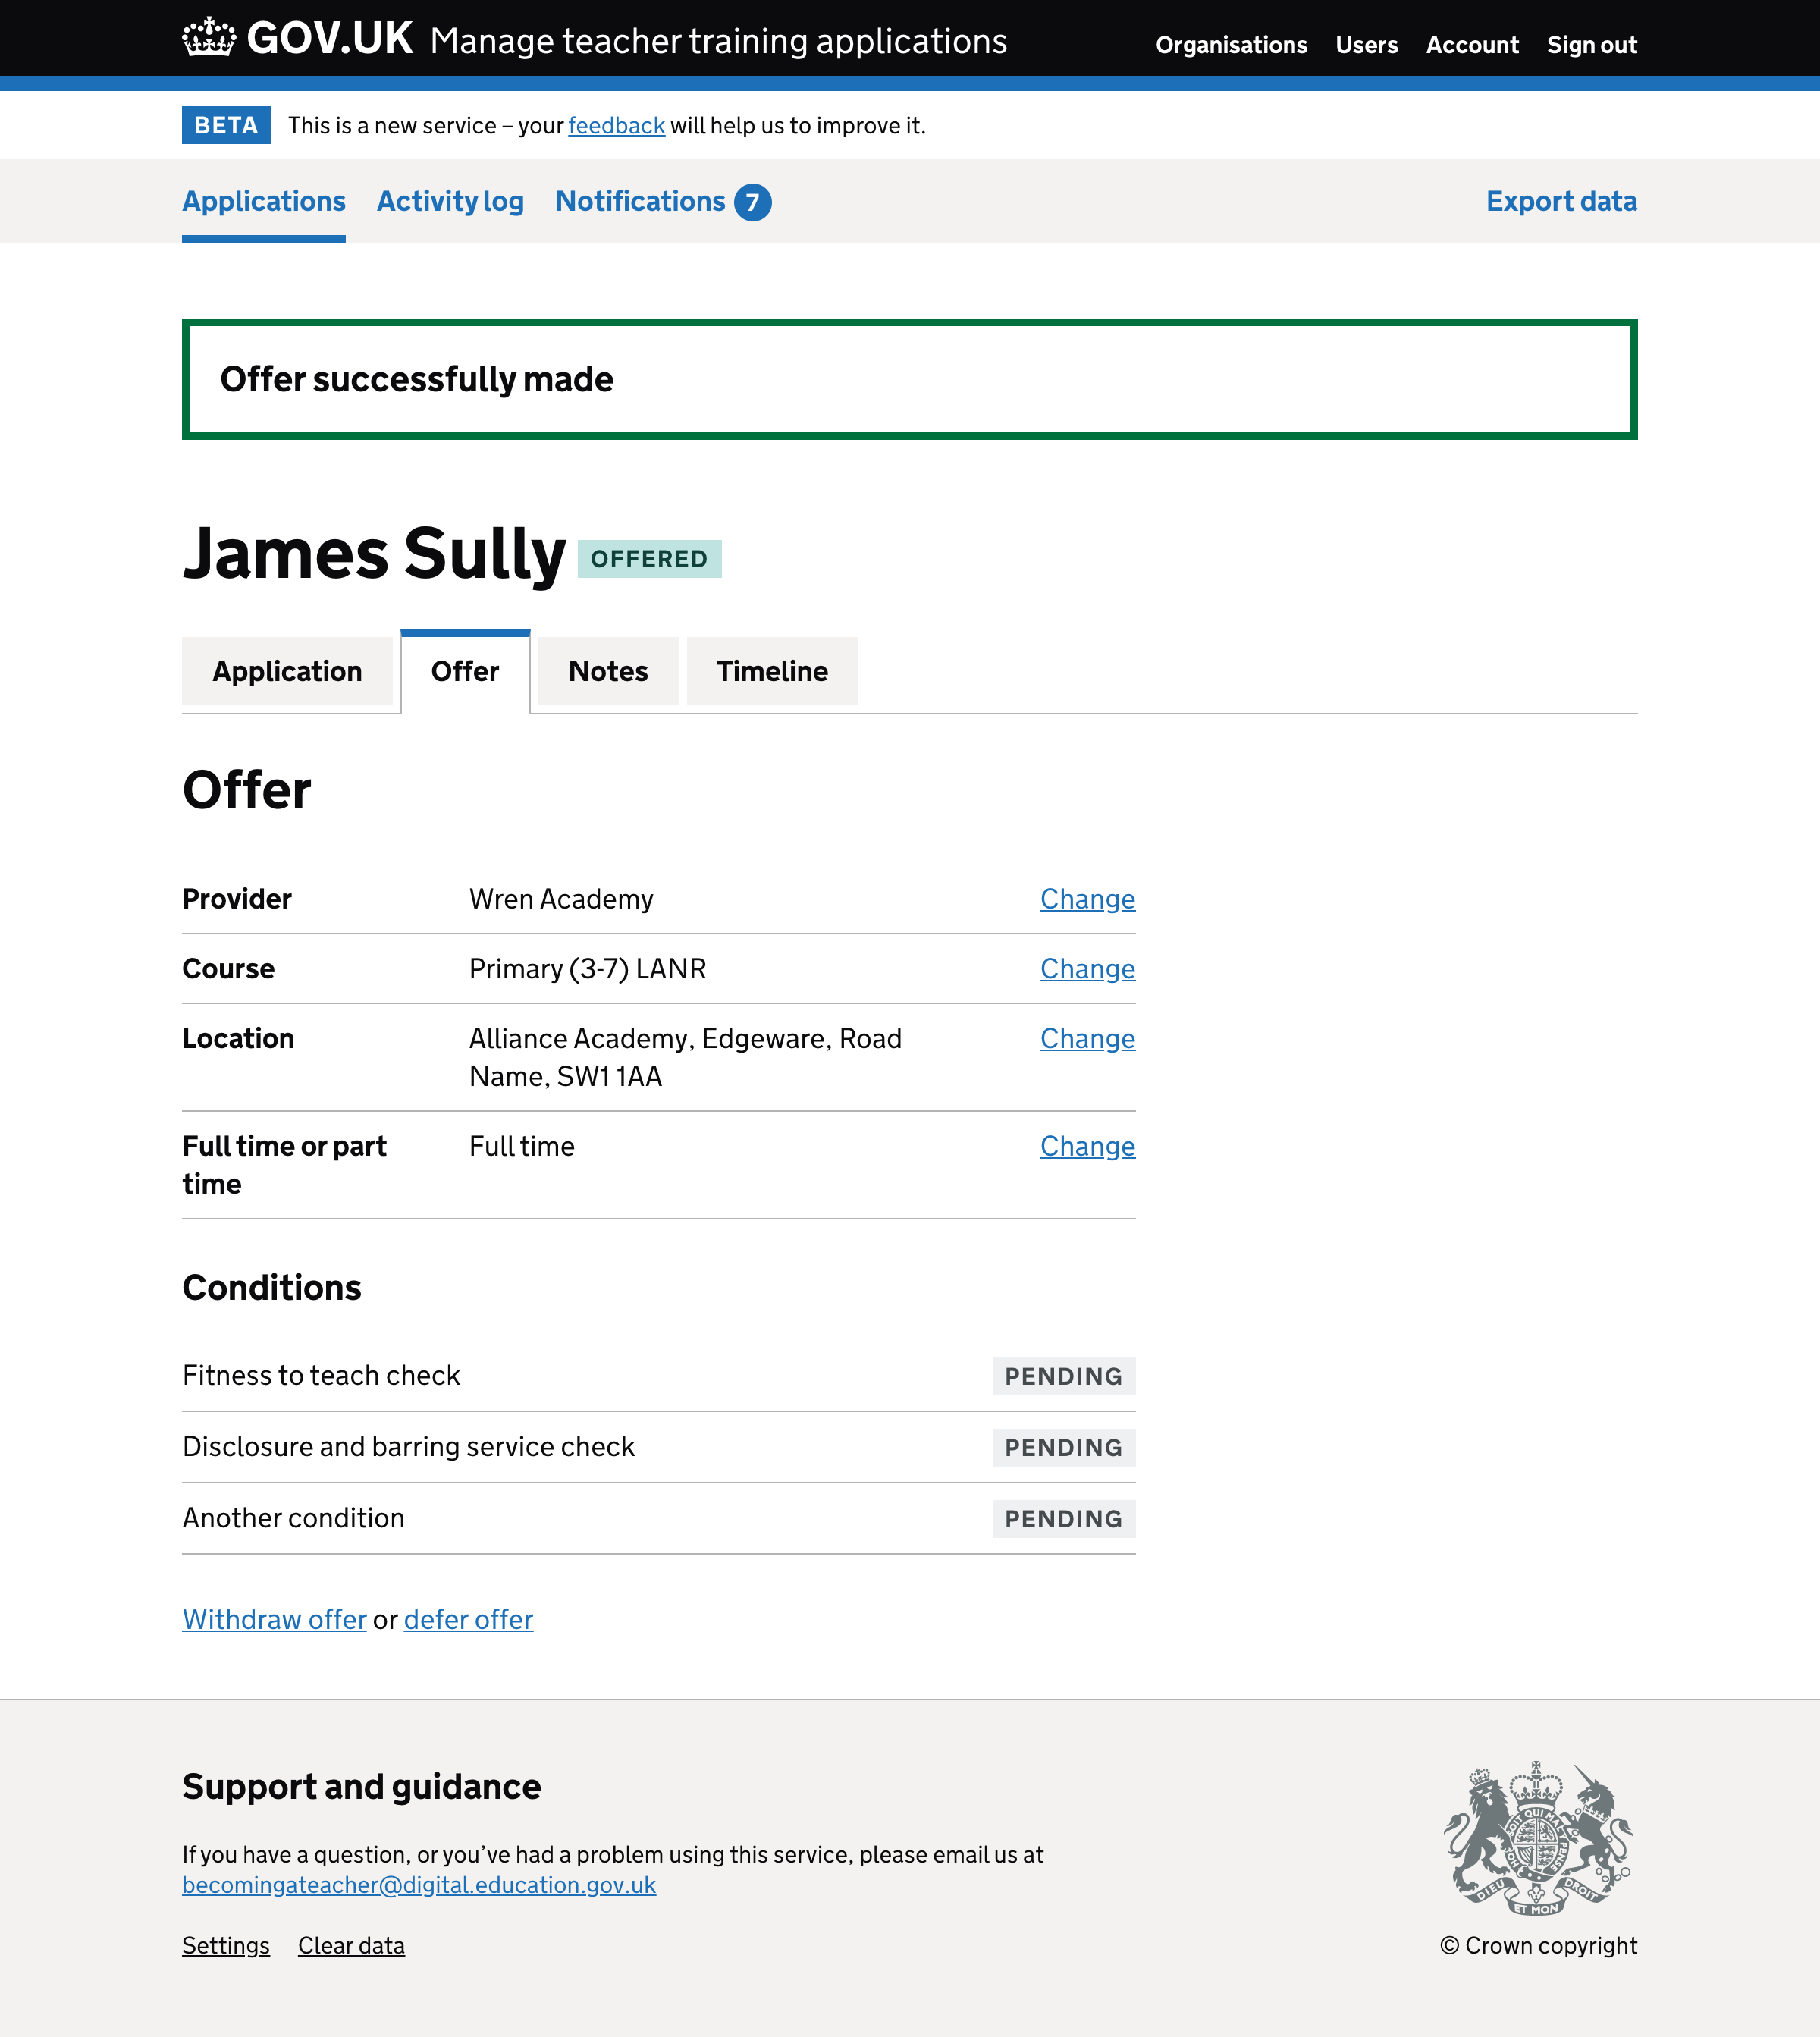 GOV.UK Manage teacher training applications Organisations Users Account Sign out
BETA This is a new service – your feedback will help us to improve it.
Applications Activity log Notifications 7 Export data
Offer successfully made
James Sully OFFERED
Application Offer Notes Timeline
Offer
Provider Wren Academy Change
Course Primary (3-7) LANR Change
Location Alliance Academy, Edgeware, Road Change
Name, SW1 1AA
Full time or part Full time Change
time
Conditions
Fitness to teach check PENDING
Disclosure and barring service check PENDING
Another condition PENDING
Withdraw offer or defer offer
Support and guidance
If you have a question, or you’ve had a problem using this service, please email us at
becomingateacher@digital.education.gov.uk
Settings Clear data
DIEU ET MON DROIT
© Crown copyright